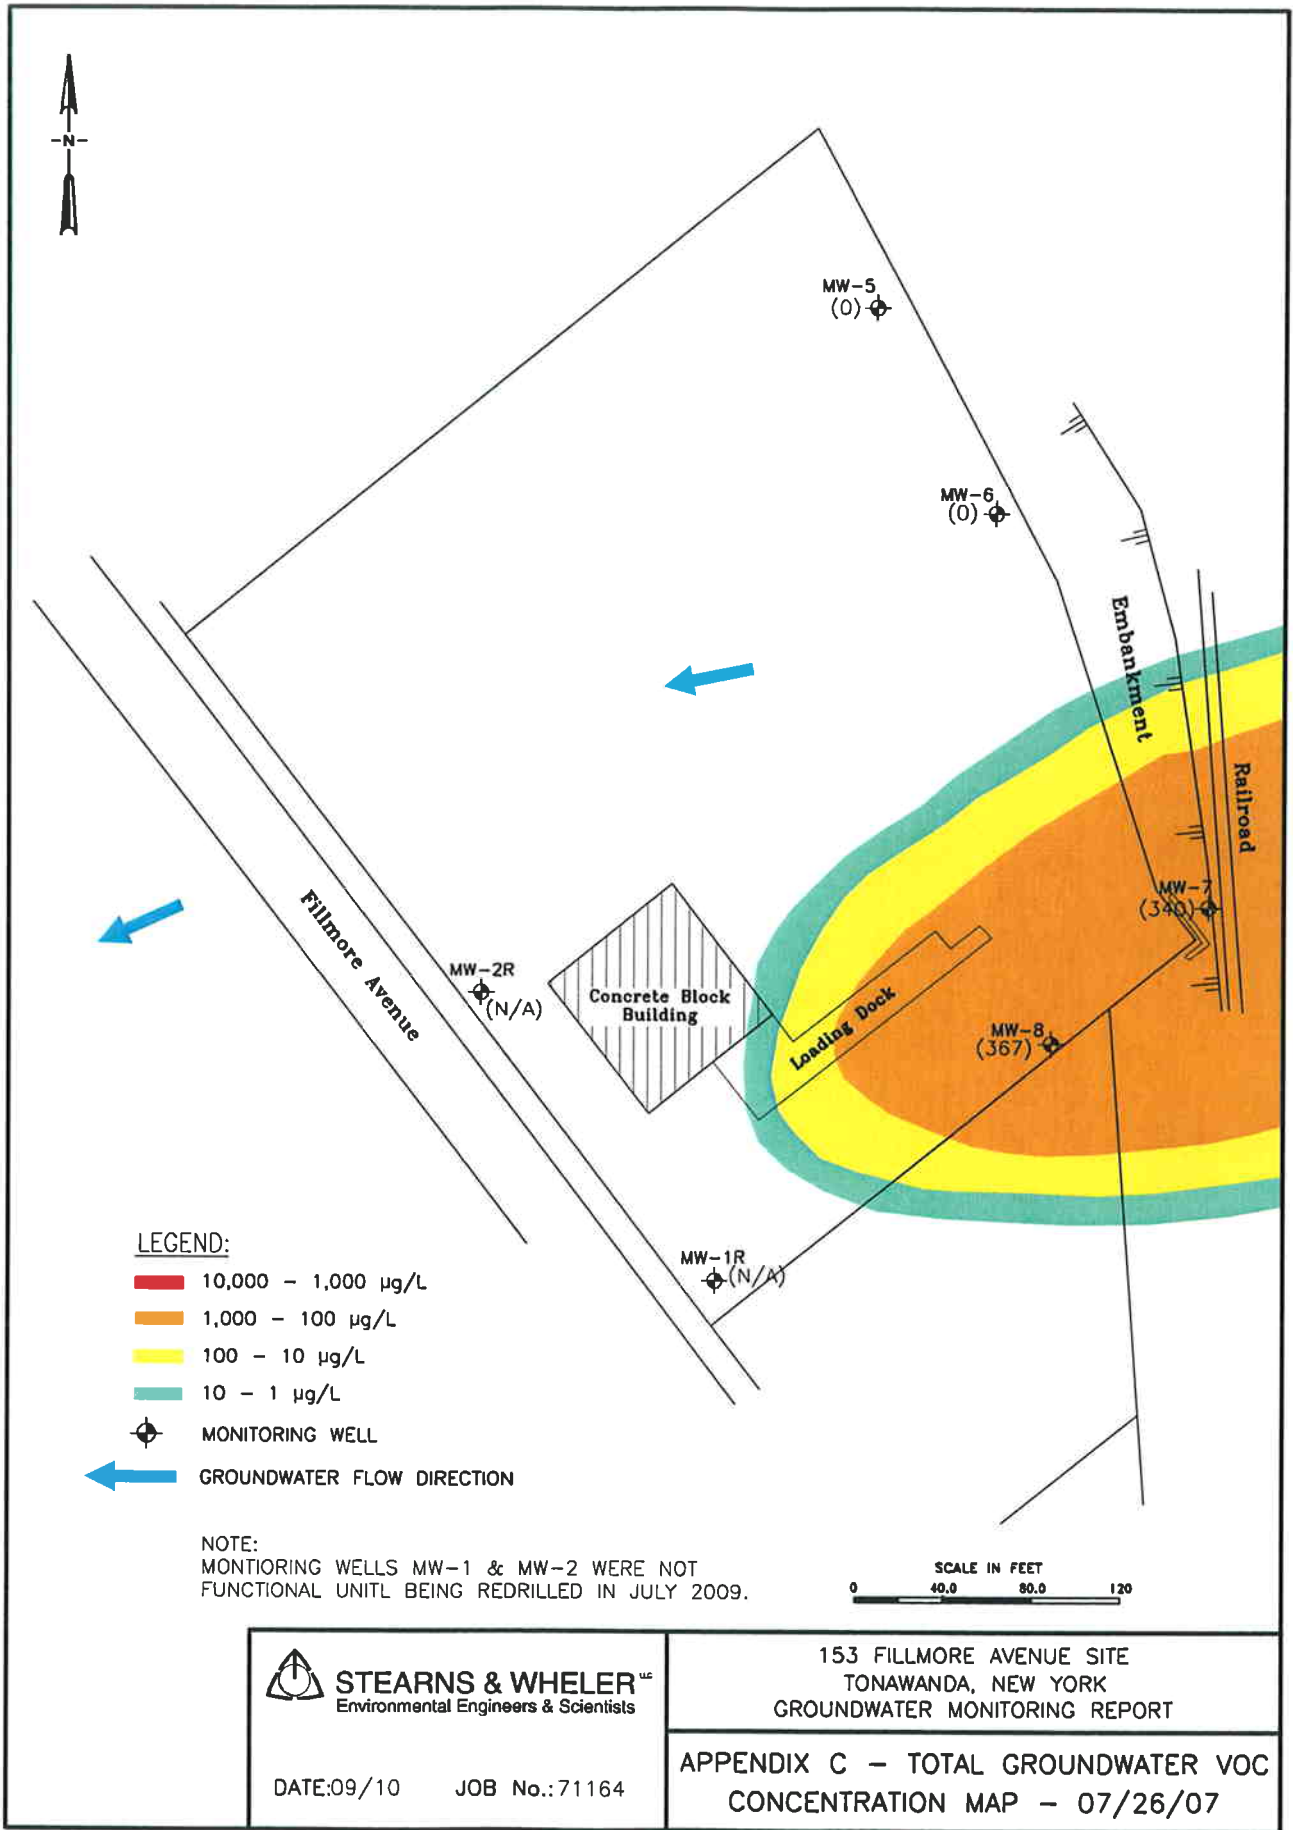 -N-
MW-5
(0)
MW-6
(0)
Embankment
Railroad
MW-7
(340)
Fillmore Avenue
MW-2R
(N/A)
Concrete Block
Building
Loading Dock
MW-8
(367)
MW-1R
(N/A)
LEGEND:
10,000 - 1,000 µg/L
1,000 - 100 µg/L
100 - 10 µg/L
10 - 1 µg/L
MONITORING WELL
GROUNDWATER FLOW DIRECTION
NOTE:
MONTIORING WELLS MW-1 & MW-2 WERE NOT
FUNCTIONAL UNITL BEING REDRILLED IN JULY 2009.
SCALE IN FEET
0 40.0 80.0 120
STEARNS & WHELER LLC
Environmental Engineers & Scientists
DATE:09/10 JOB No.:71164
153 FILLMORE AVENUE SITE
TONAWANDA, NEW YORK
GROUNDWATER MONITORING REPORT
APPENDIX C - TOTAL GROUNDWATER VOC
CONCENTRATION MAP - 07/26/07